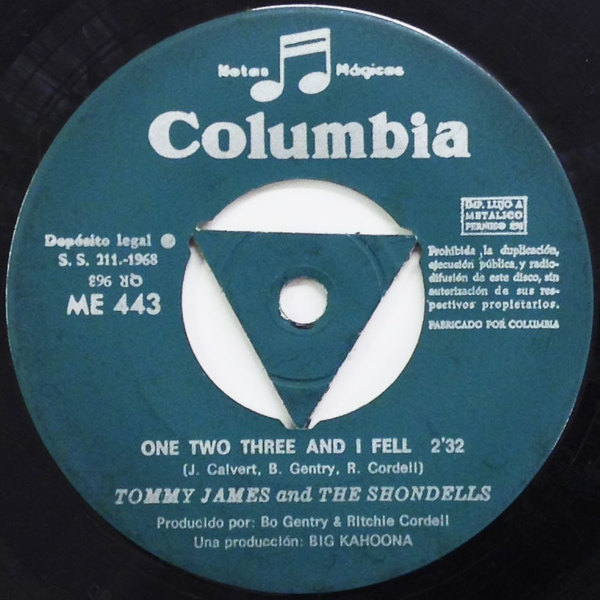 Notas Mágicas
Columbia
Depósito legal
S. S. 211.-1968
ME 443
IMP. LUJO A
METALICO
Prohibida la duplicación,
ejecución pública, y radio-
difusión de este disco, sin
autorización de sus res-
pectivos propietarios.
FABRICADO POR COLUMBIA
ONE TWO THREE AND I FELL 2'32
(J. Calvert, B. Gentry, R. Cordell)
TOMMY JAMES and THE SHONDELLS
Producido por: Bo Gentry & Ritchie Cordell
Una producción: BIG KAHOONA